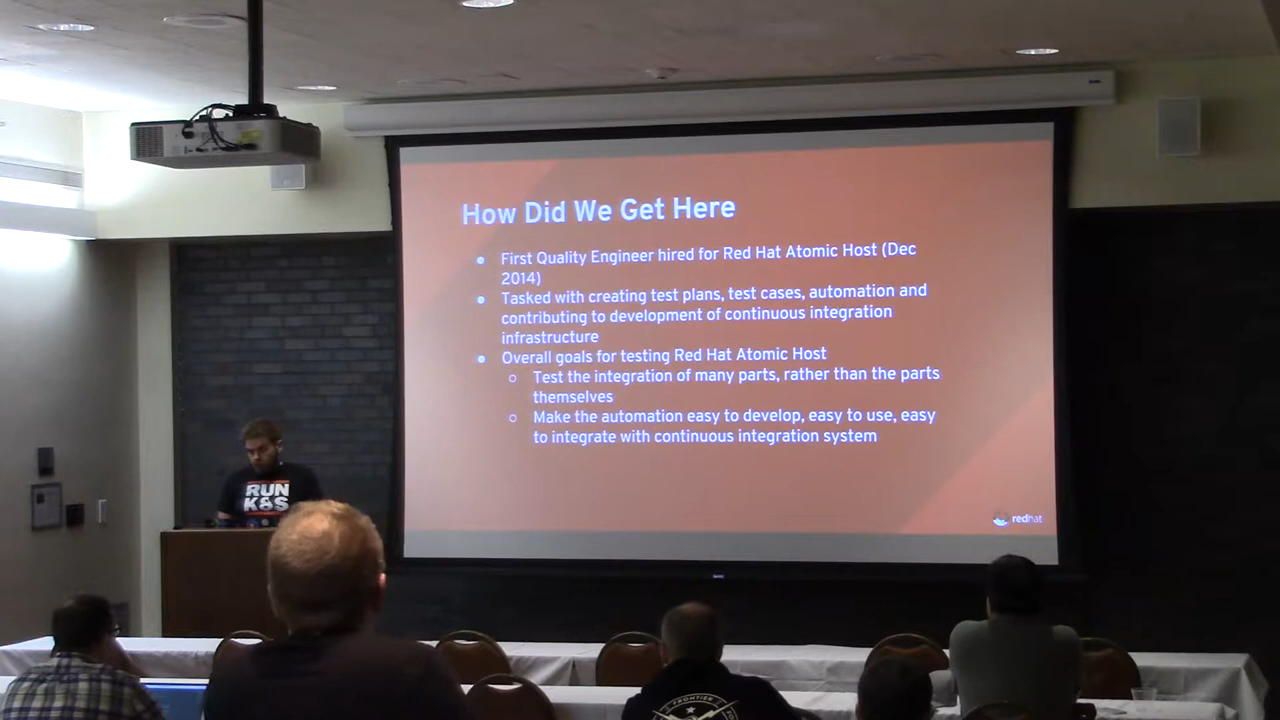 How Did We Get Here
● First Quality Engineer hired for Red Hat Atomic Host (Dec
2014)
● Tasked with creating test plans, test cases, automation and
contributing to development of continuous integration
infrastructure
● Overall goals for testing Red Hat Atomic Host
○ Test the integration of many parts, rather than the parts
themselves
○ Make the automation easy to develop, easy to use, easy
to integrate with continuous integration system
redhat
RUN
K8S
FRONTIER